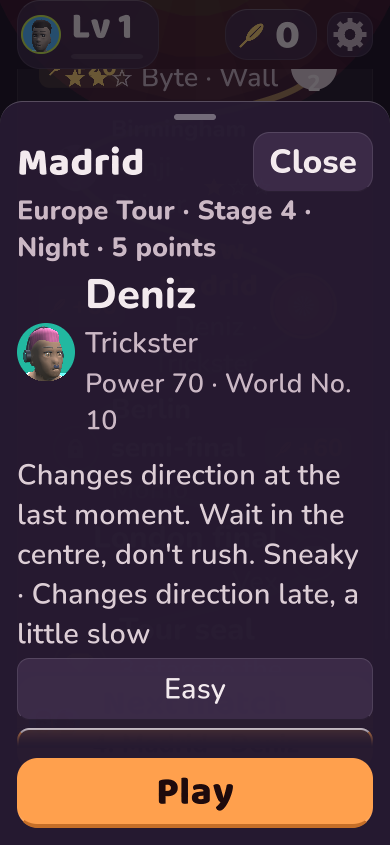 Lv 1
0
★★☆ Byte · Wall
2
Madrid
Close
Europe Tour · Stage 4 ·
Night · 5 points
Deniz
Trickster
Power 70 · World No.
10
Changes direction at the
last moment. Wait in the
centre, don't rush. Sneaky
· Changes direction late, a
little slow
Easy
Play